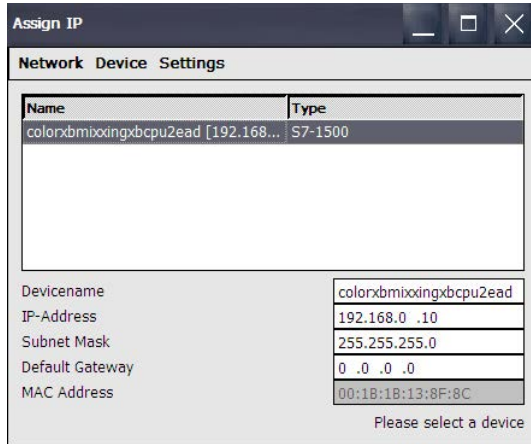 Assign IP
Network Device Settings
Name Type
colorxbmixxingxbcpu2ead [192.168... S7-1500
Devicename colorxbmixxingxbcpu2ead
IP-Address 192.168.0 .10
Subnet Mask 255.255.255.0
Default Gateway 0 .0 .0 .0
MAC Address 00:1B:1B:13:8F:8C
Please select a device